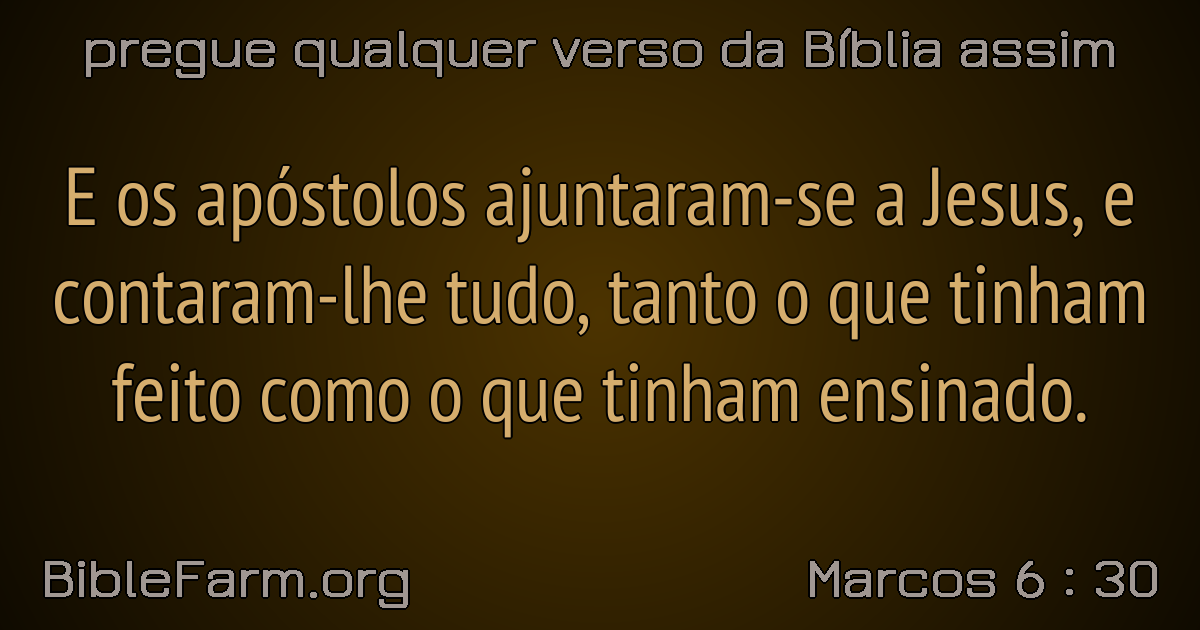 pregue qualquer verso da Bíblia assim
E os apóstolos ajuntaram-se a Jesus, e
contaram-lhe tudo, tanto o que tinham
feito como o que tinham ensinado.
BibleFarm.org
Marcos 6 : 30